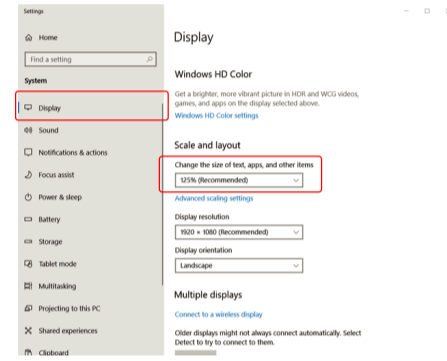 Settings
Home
Find a setting
System
Display
Sound
Notifications & actions
Focus assist
Power & sleep
Battery
Storage
Tablet mode
Multitasking
Projecting to this PC
Shared experiences
Clipboard
Display
Windows HD Color
Get a brighter, more vibrant picture in HDR and WCG videos,
games, and apps on the display selected above.
Windows HD Color settings
Scale and layout
Change the size of text, apps, and other items
125% (Recommended)
Advanced scaling settings
Display resolution
1920 × 1080 (Recommended)
Display orientation
Landscape
Multiple displays
Connect to a wireless display
Older displays might not always connect automatically. Select
Detect to try to connect to them.